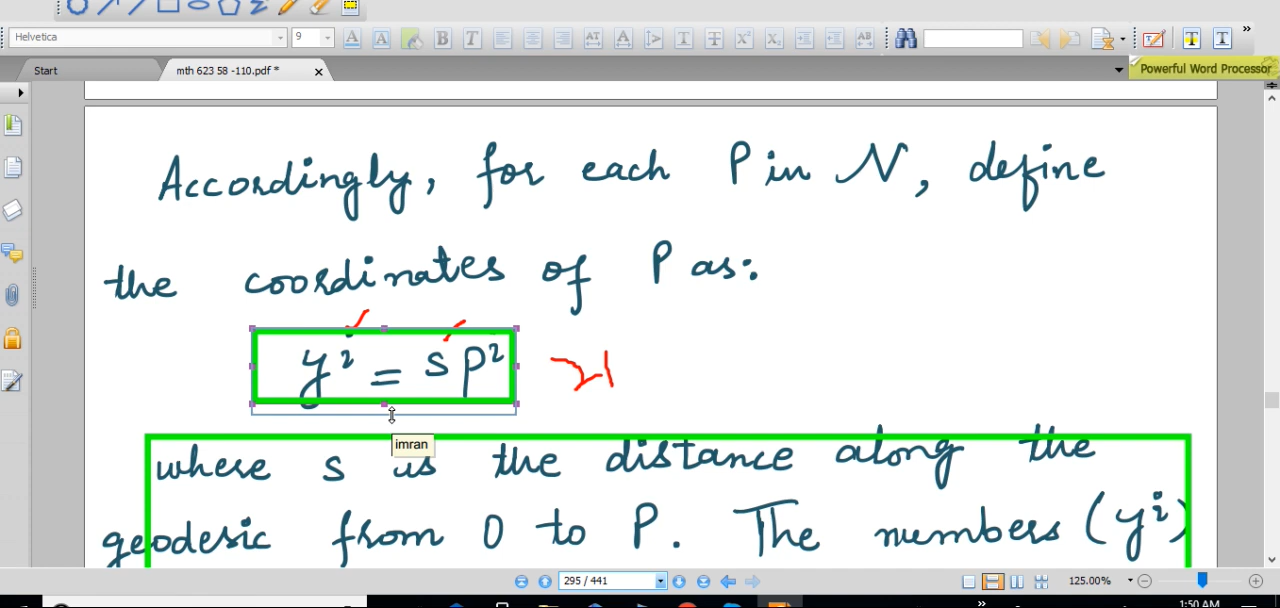 Helvetica 9
Start mth 623 58 -110.pdf * Powerful Word Processor
Accordingly, for each P in N, define
the coordinates of P as:
yⁱ = s pⁱ
imran
where s is the distance along the
geodesic from O to P. The numbers (yⁱ)
295 / 441 125.00%
1:50 AM